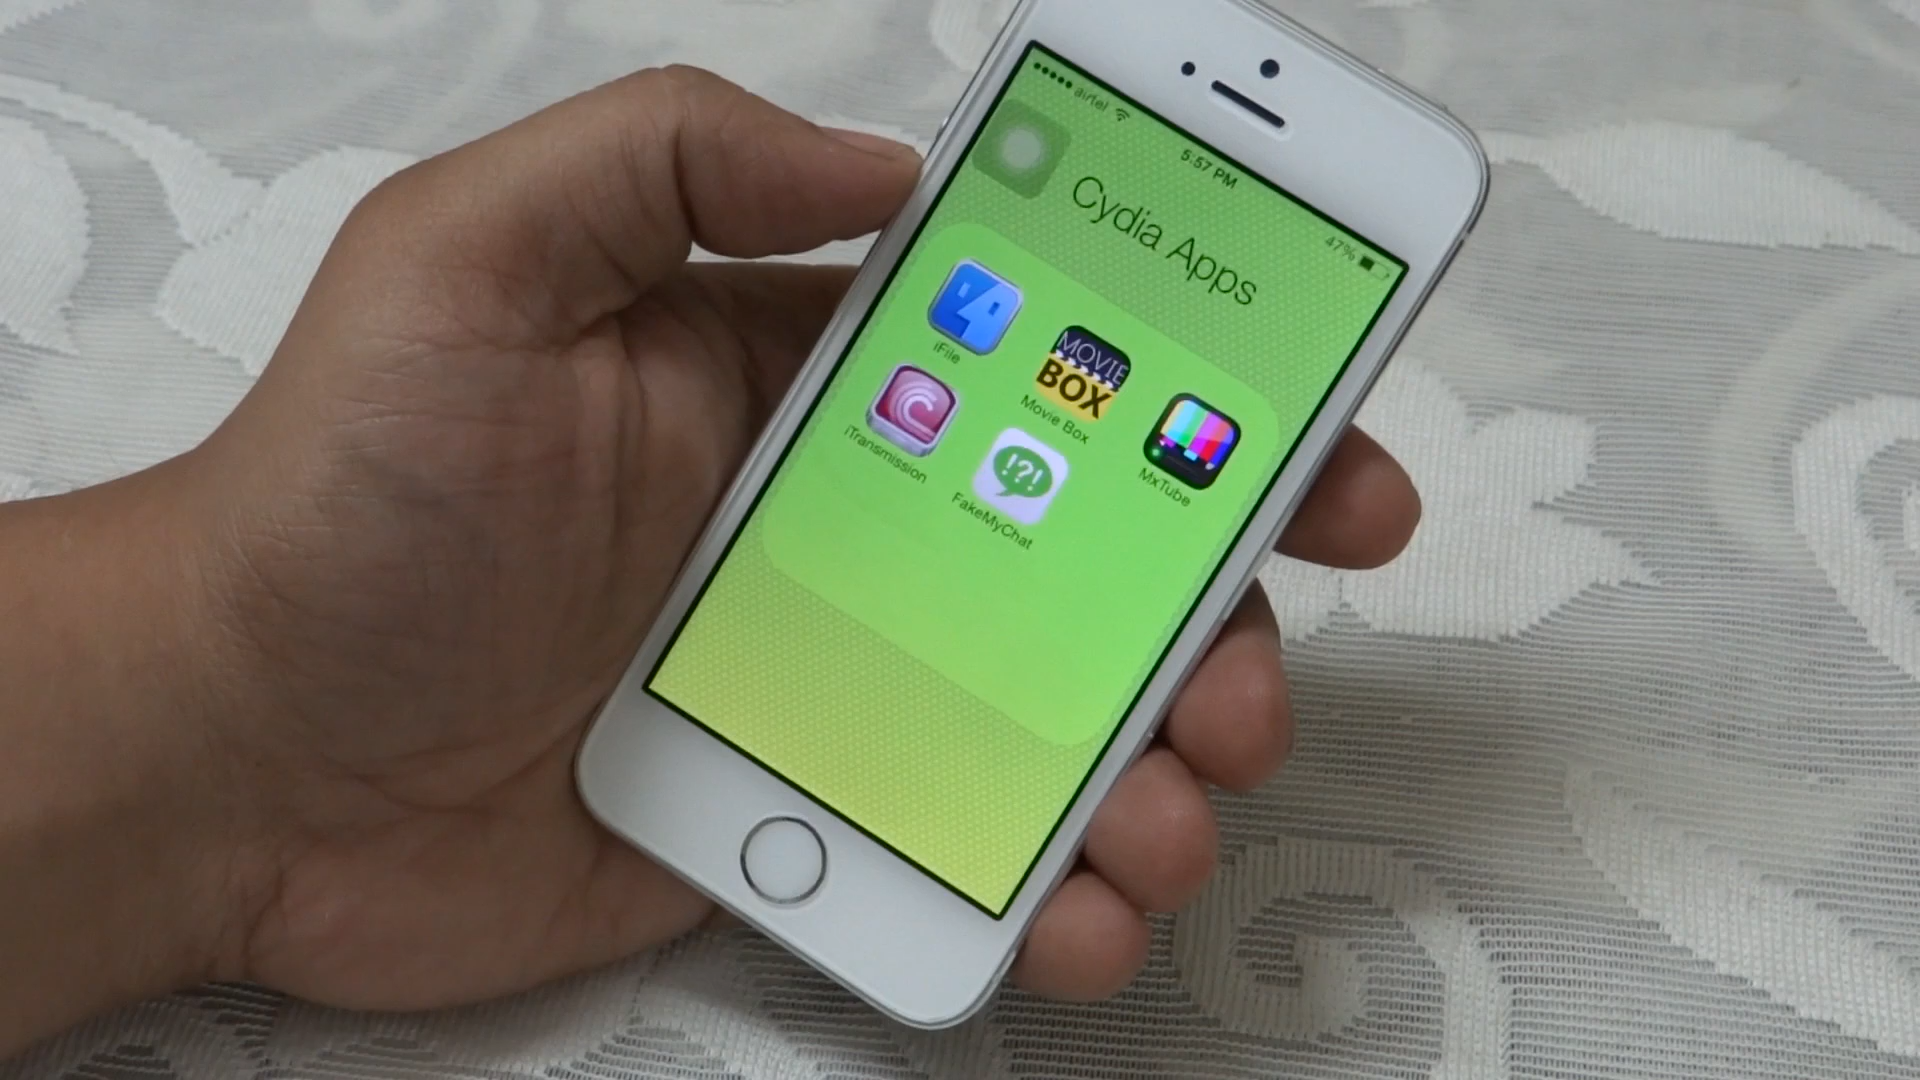 airtel
5:57 PM
47%
Cydia Apps
iFile
MOVIE
BOX
Movie Box
MxTube
iTransmission
!?!
FakeMyChat